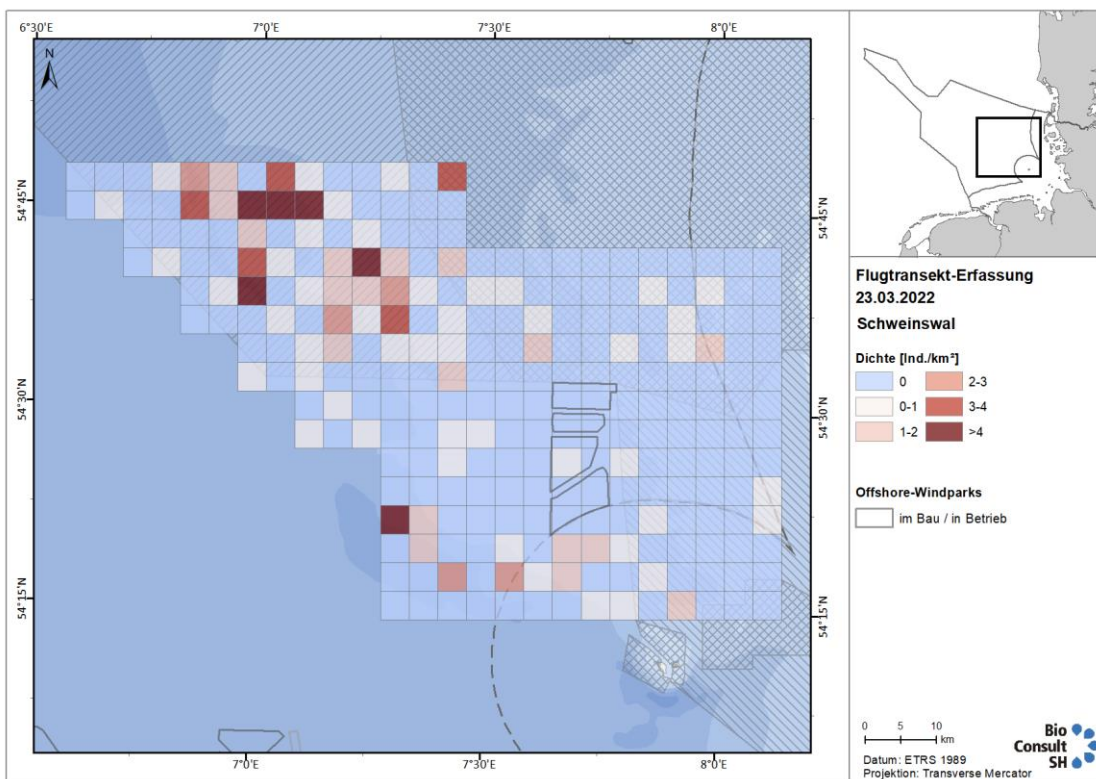 6°30'E
7°0'E
7°30'E
8°0'E
N
54°45'N
54°45'N
54°30'N
54°30'N
54°15'N
54°15'N
7°0'E
7°30'E
8°0'E
Flugtransekt-Erfassung
23.03.2022
Schweinswal
Dichte [Ind./km²]
0
2-3
0-1
3-4
1-2
>4
Offshore-Windparks
im Bau / in Betrieb
0 5 10
km
Datum: ETRS 1989
Projektion: Transverse Mercator
Bio
Consult
SH